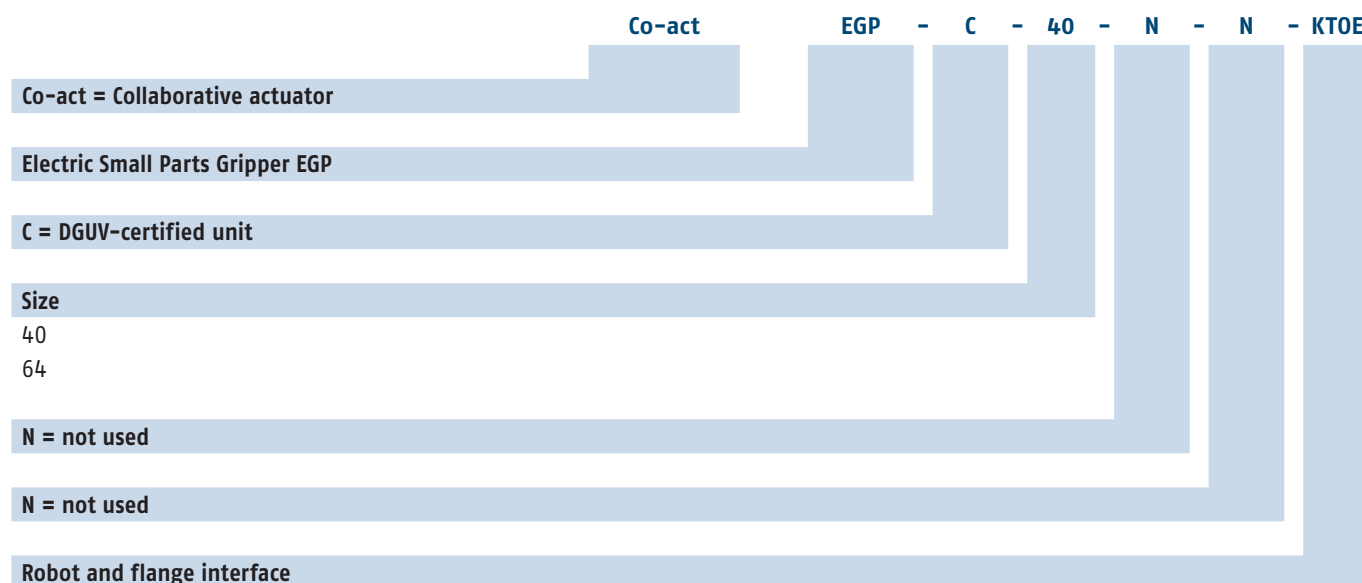 Co-act EGP - C - 40 - N - N - KTOE
Co-act = Collaborative actuator
Electric Small Parts Gripper EGP
C = DGUV-certified unit
Size
40
64
N = not used
N = not used
Robot and flange interface